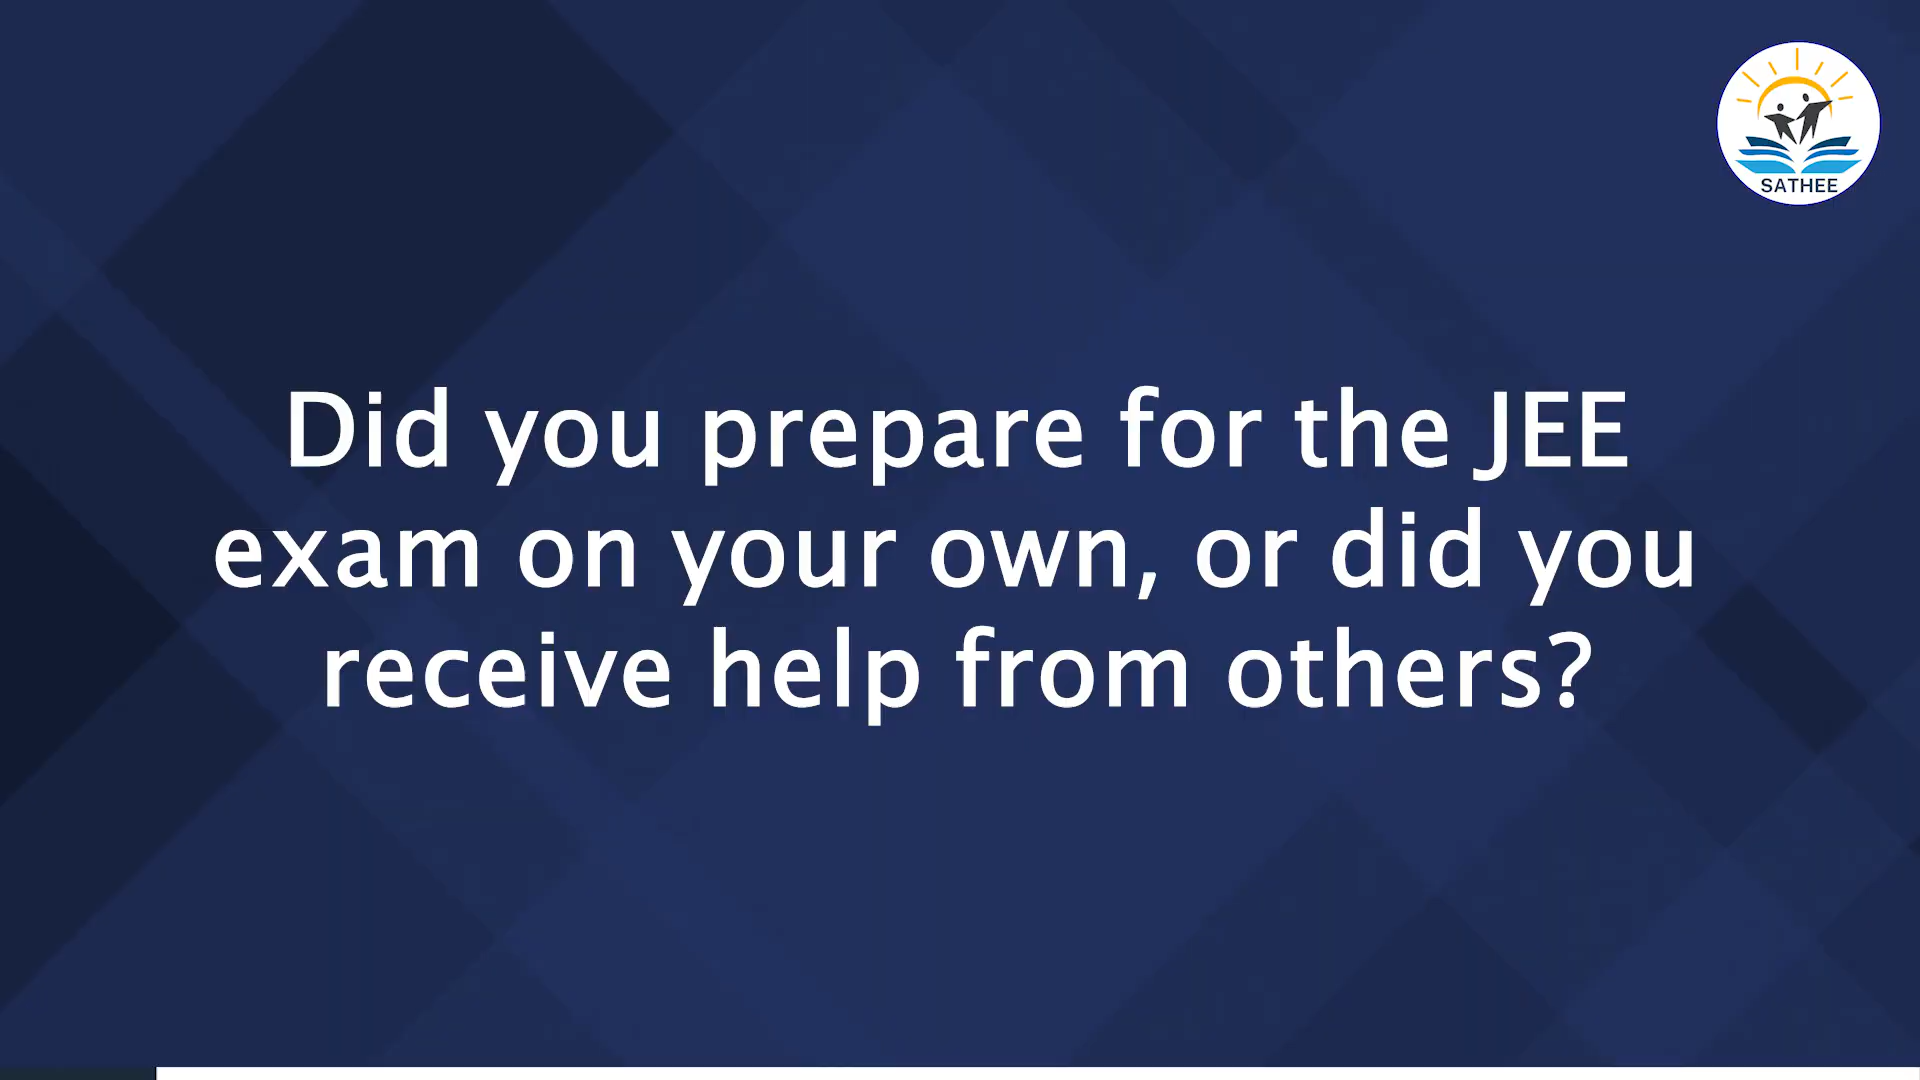 SATHEE
Did you prepare for the JEE
exam on your own, or did you
receive help from others?